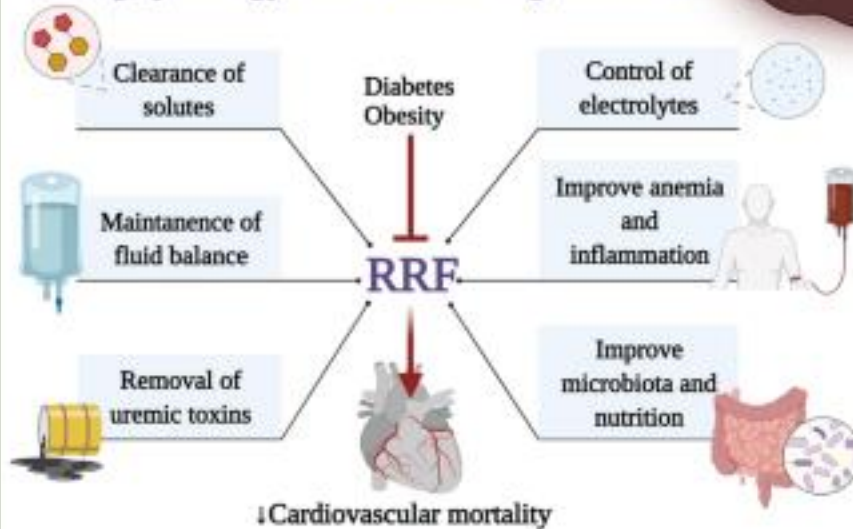 Clearance of
solutes
Diabetes
Obesity
Control of
electrolytes
Maintanence of
fluid balance
RRF
Improve anemia
and
inflammation
Removal of
uremic toxins
Improve
microbiota and
nutrition
↓Cardiovascular mortality